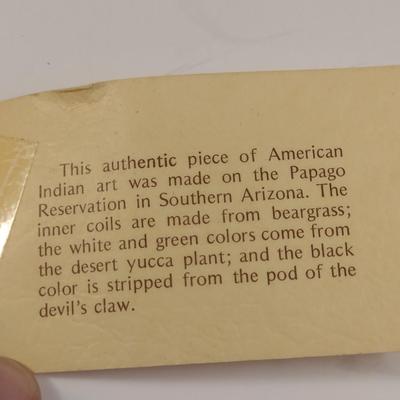 This authentic piece of American
Indian art was made on the Papago
Reservation in Southern Arizona. The
inner coils are made from beargrass;
the white and green colors come from
the desert yucca plant; and the black
color is stripped from the pod of the
devil's claw.